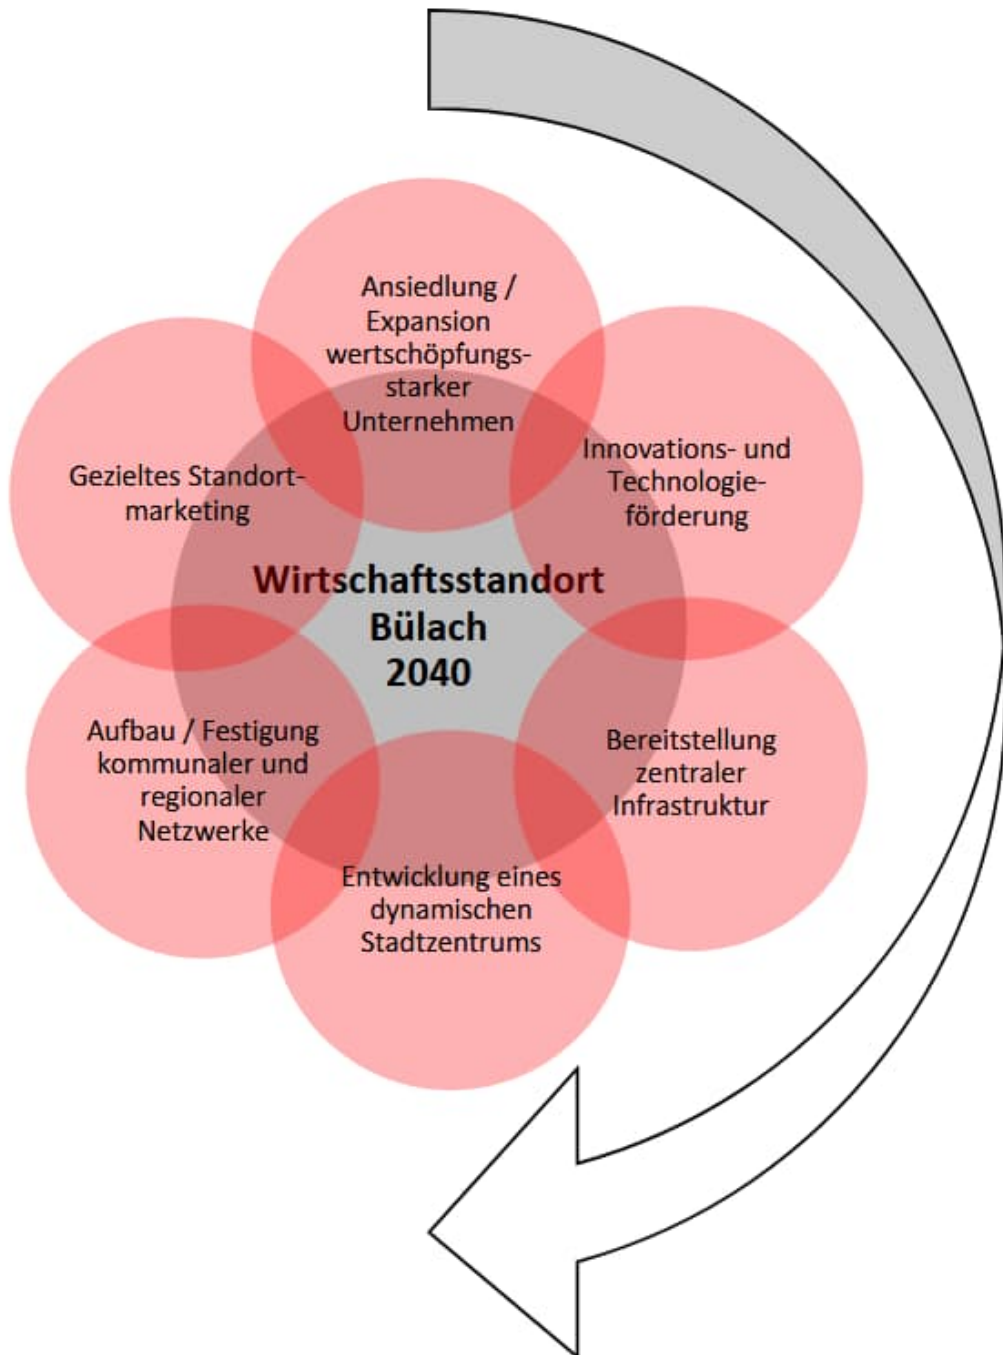 Ansiedlung /
Expansion
wertschöpfungs-
starker
Unternehmen
Innovations- und
Technologie-
förderung
Bereitstellung
zentraler
Infrastruktur
Entwicklung eines
dynamischen
Stadtzentrums
Aufbau / Festigung
kommunaler und
regionaler
Netzwerke
Gezieltes Standort-
marketing
Wirtschaftsstandort
Bülach
2040